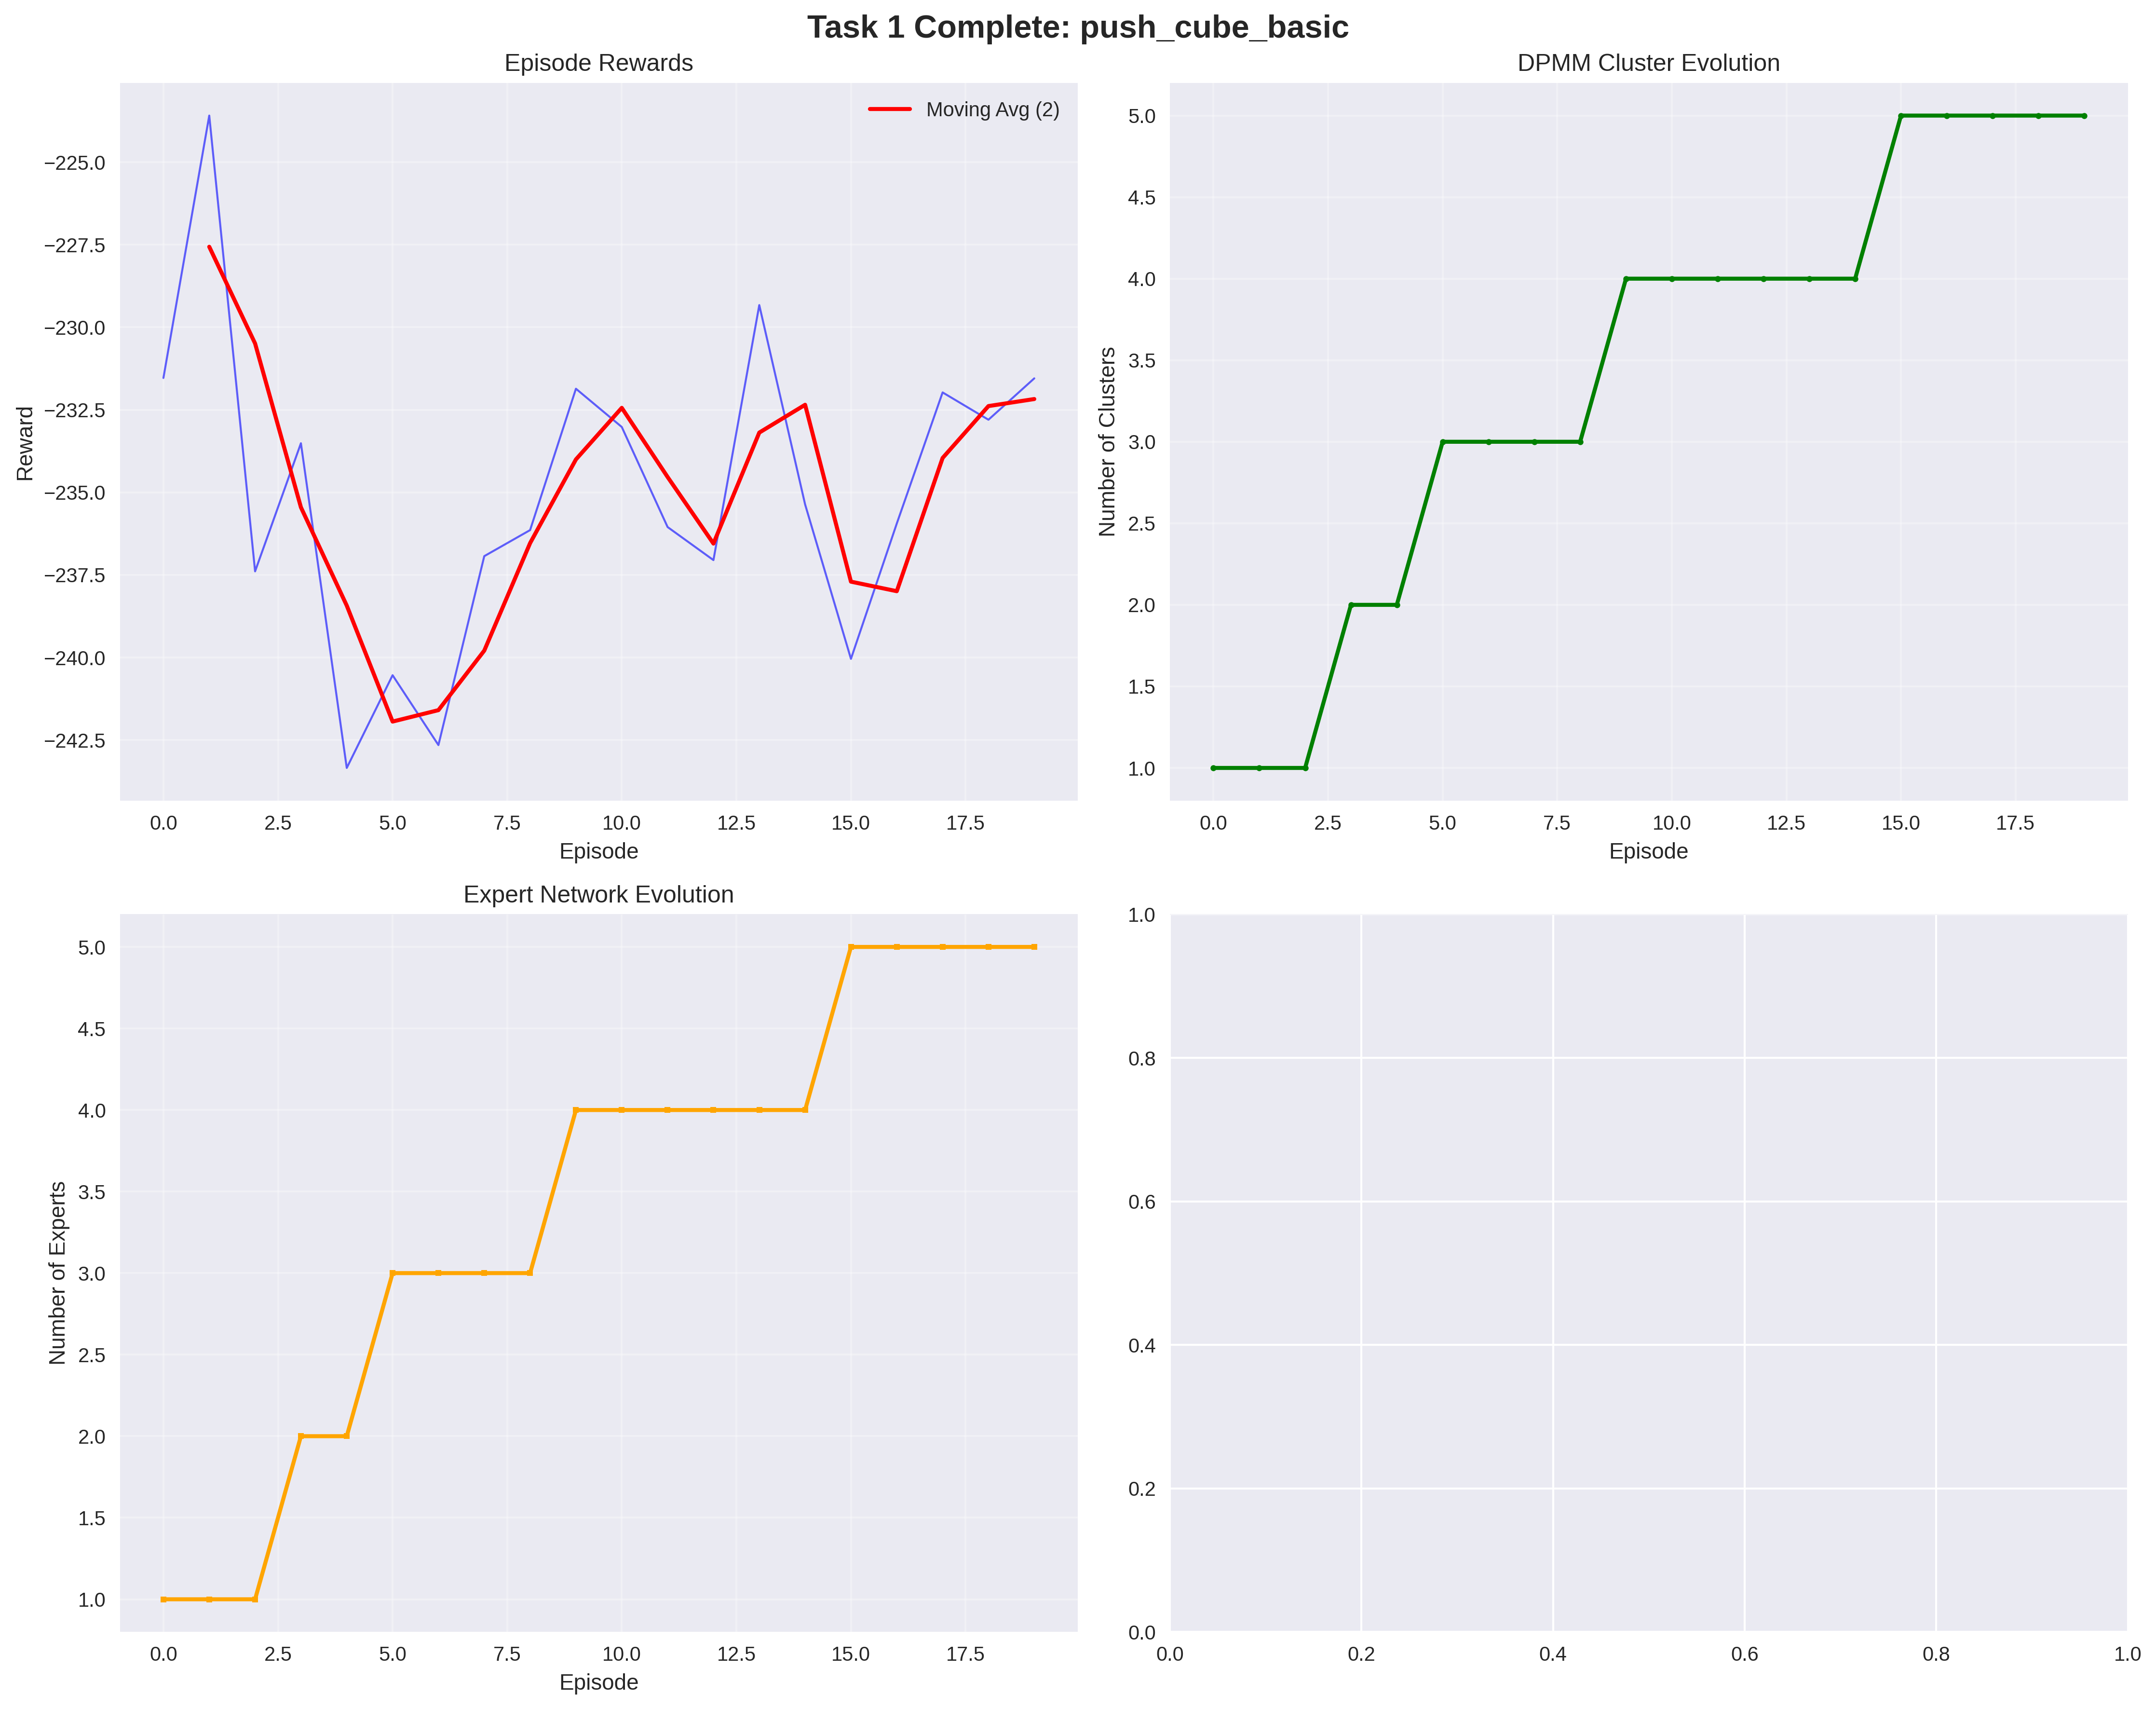 Task 1 Complete: push_cube_basic
Episode Rewards
Moving Avg (2)
−225.0
−227.5
−230.0
−232.5
−235.0
−237.5
−240.0
−242.5
Reward
0.0 2.5 5.0 7.5 10.0 12.5 15.0 17.5
Episode
DPMM Cluster Evolution
5.0
4.5
4.0
3.5
3.0
2.5
2.0
1.5
1.0
Number of Clusters
0.0 2.5 5.0 7.5 10.0 12.5 15.0 17.5
Episode
Expert Network Evolution
5.0
4.5
4.0
3.5
3.0
2.5
2.0
1.5
1.0
Number of Experts
0.0 2.5 5.0 7.5 10.0 12.5 15.0 17.5
Episode
1.0
0.8
0.6
0.4
0.2
0.0
0.0 0.2 0.4 0.6 0.8 1.0